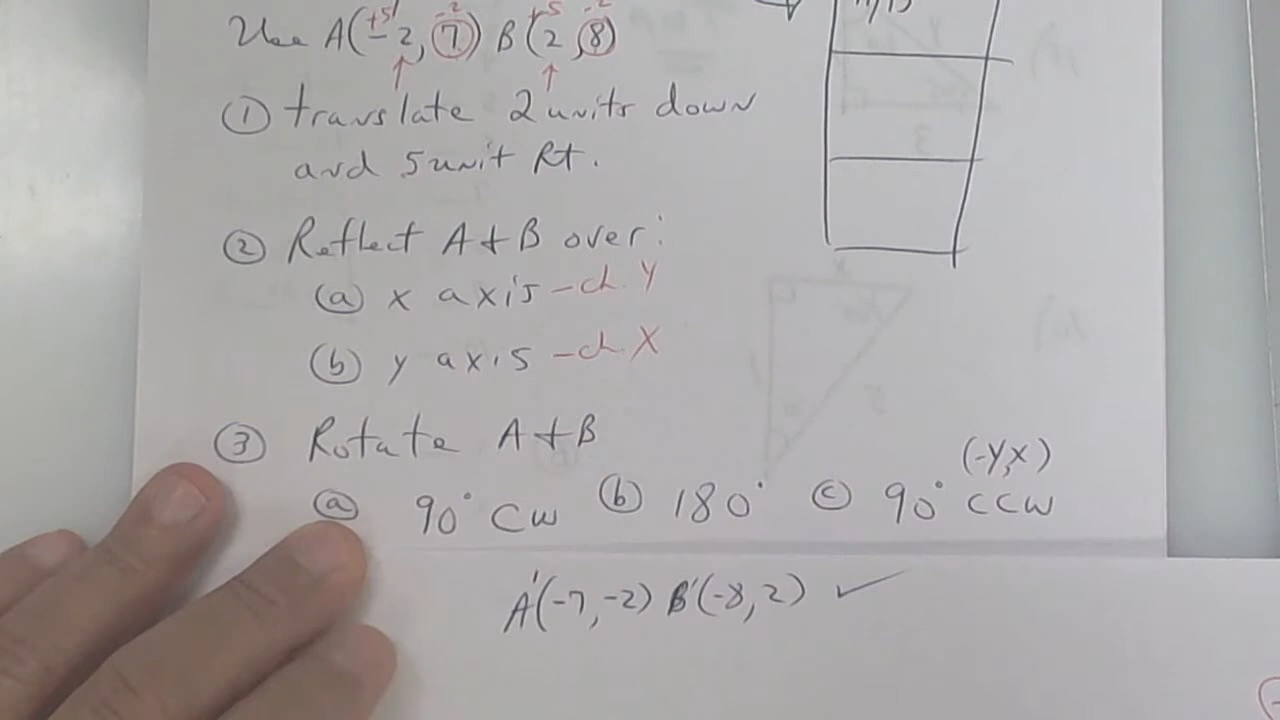 +5 -2 +5 -2
Use A(-2, 7) B(2, 8)
① translate 2 units down
and 5 unit Rt.
② Reflect A + B over:
(a) x axis - ch. y
(b) y axis - ch. X
③ Rotate A + B
(-y, x)
(a) 90° CW (b) 180° (c) 90° CCW
A'(-7, -2) B'(-8, 2) ✓